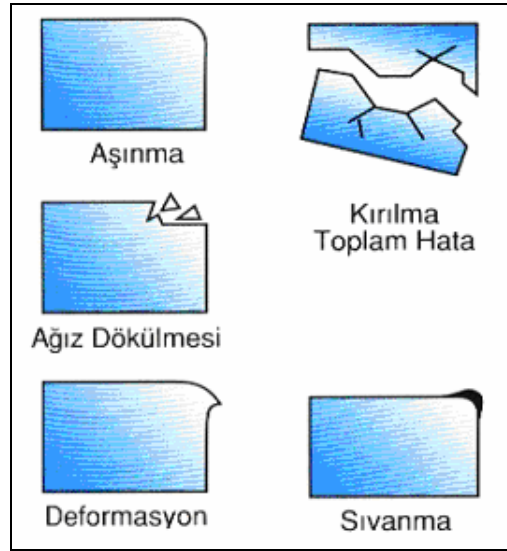 Aşınma
Kırılma
Toplam Hata
Ağız Dökülmesi
Deformasyon
Sıvanma